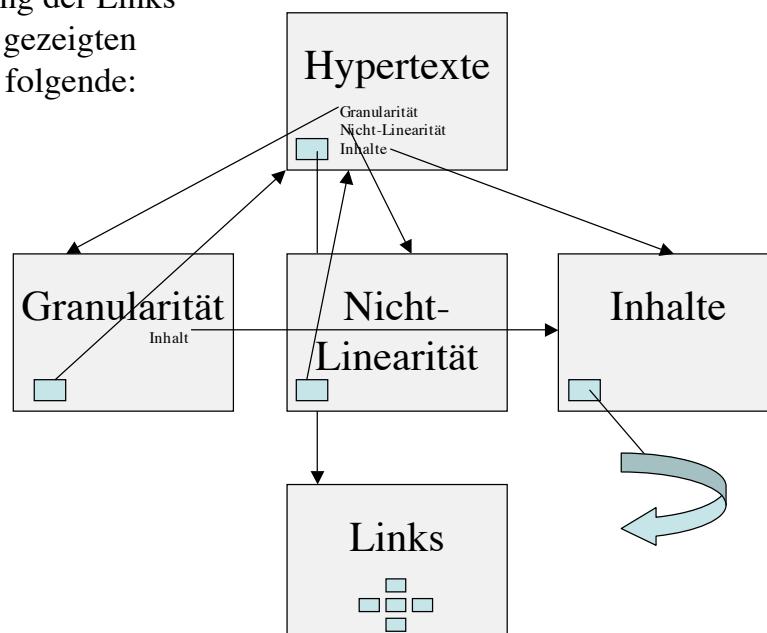 ng der Links
gezeigten
folgende:
Hypertexte
Granularität
Nicht-Linearität
Inhalte
Granularität
Inhalt
Nicht-
Linearität
Inhalte
Links